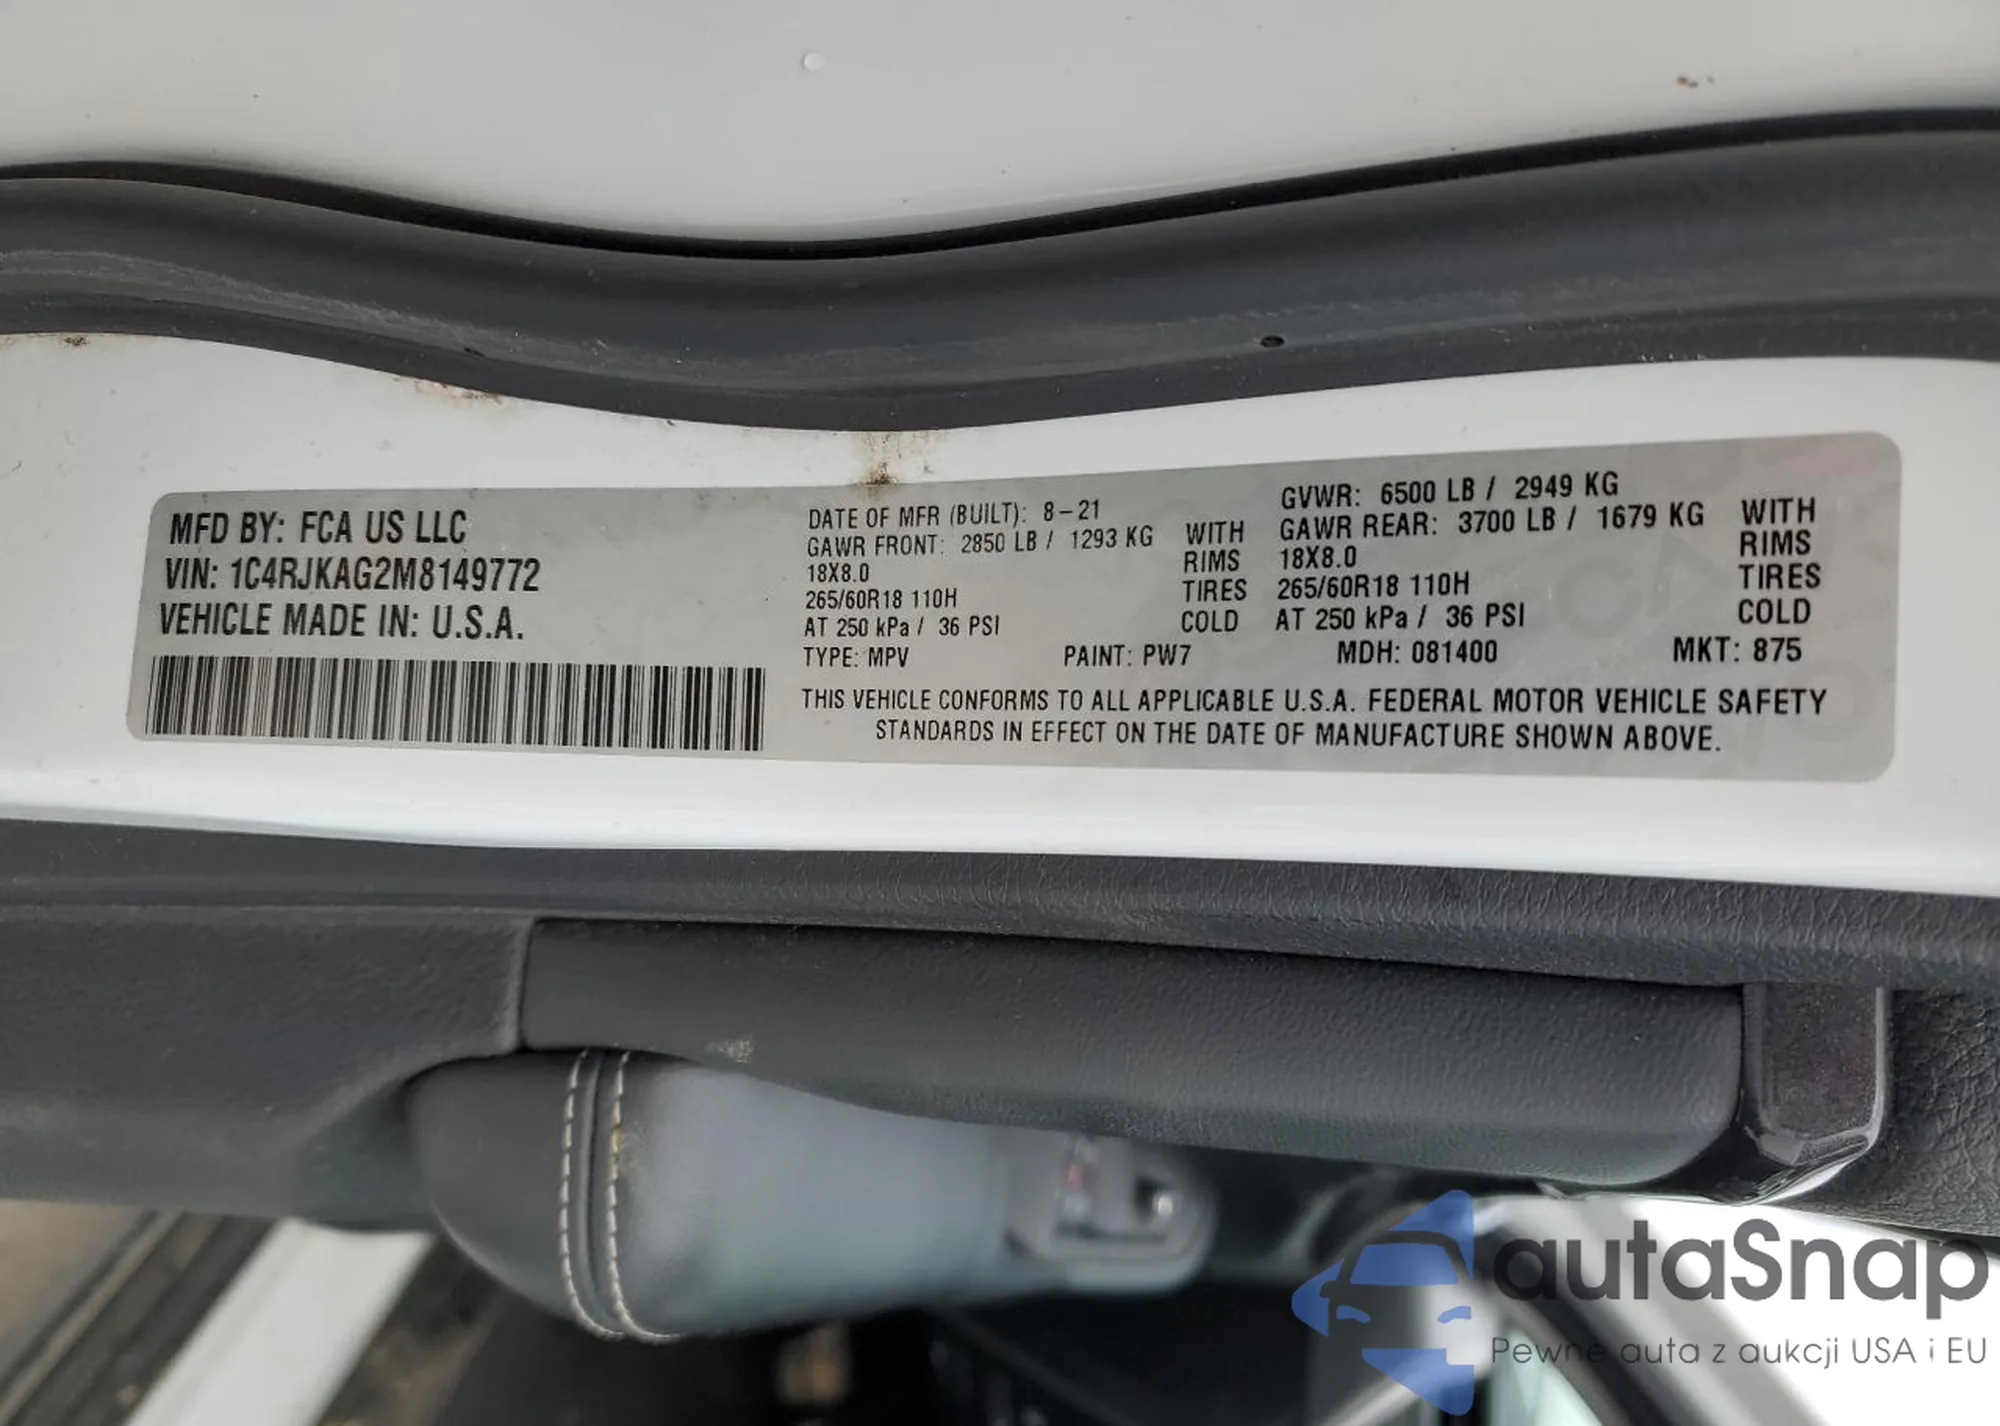 MFD BY: FCA US LLC
VIN: 1C4RJKAG2M8149772
VEHICLE MADE IN: U.S.A.
DATE OF MFR (BUILT): 8-21
GAWR FRONT: 2850 LB / 1293 KG WITH
18X8.0 RIMS
265/60R18 110H TIRES
AT 250 kPa / 36 PSI COLD
GVWR: 6500 LB / 2949 KG
GAWR REAR: 3700 LB / 1679 KG WITH
18X8.0 RIMS
265/60R18 110H TIRES
AT 250 kPa / 36 PSI COLD
TYPE: MPV PAINT: PW7 MDH: 081400 MKT: 875
THIS VEHICLE CONFORMS TO ALL APPLICABLE U.S.A. FEDERAL MOTOR VEHICLE SAFETY
STANDARDS IN EFFECT ON THE DATE OF MANUFACTURE SHOWN ABOVE.
autaSnap
Pewne auta z aukcji USA i EU